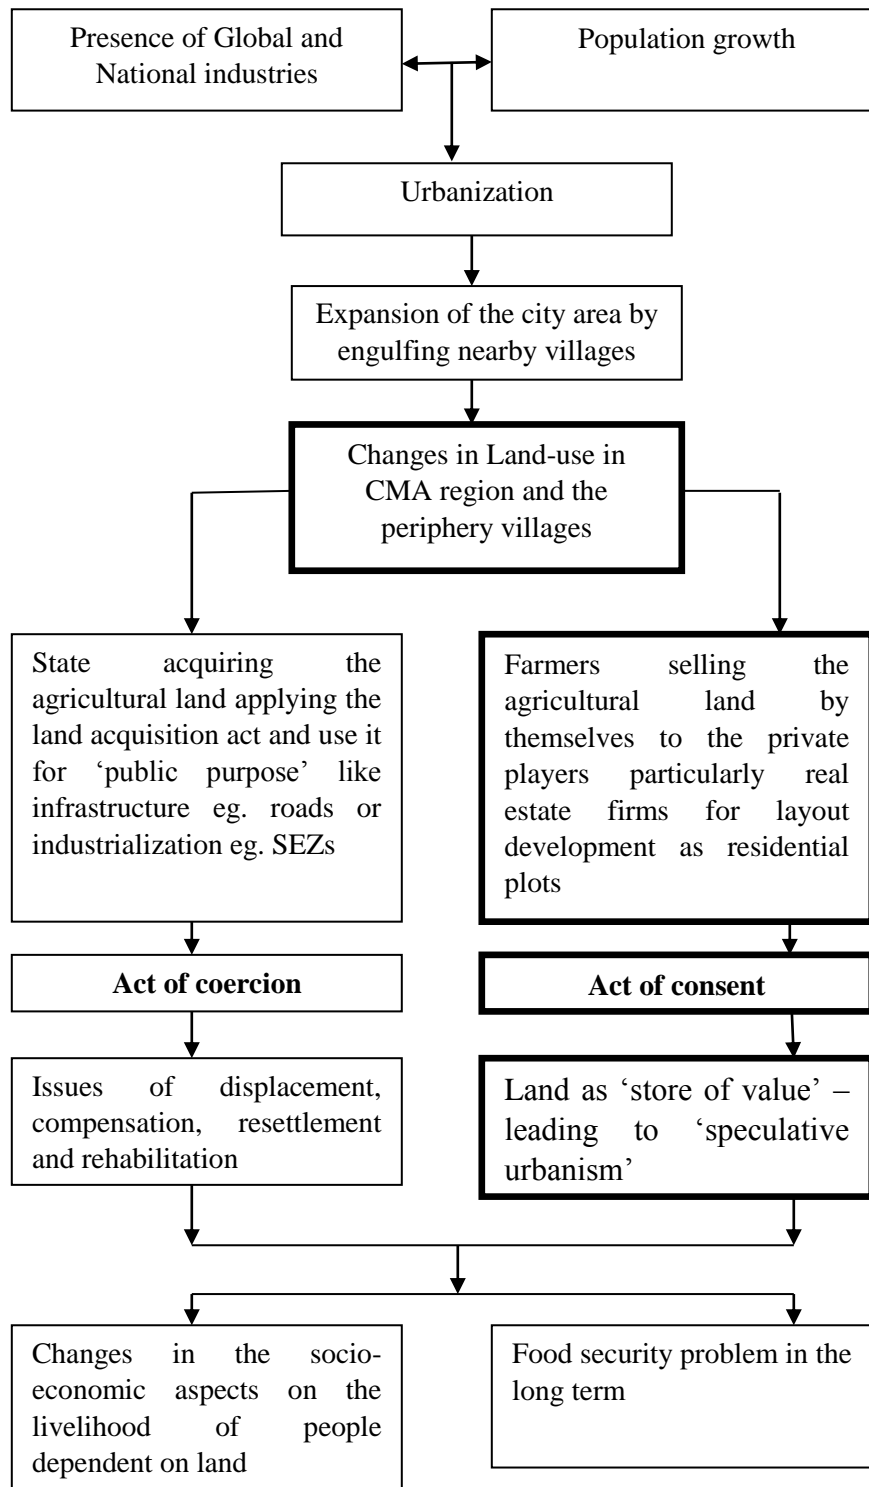 Presence of Global and
National industries
Population growth
Urbanization
Expansion of the city area by
engulfing nearby villages
Changes in Land-use in
CMA region and the
periphery villages
State acquiring the
agricultural land applying the
land acquisition act and use it
for ‘public purpose’ like
infrastructure eg. roads or
industrialization eg. SEZs
Farmers selling the
agricultural land by
themselves to the private
players particularly real
estate firms for layout
development as residential
plots
Act of coercion
Act of consent
Issues of displacement,
compensation, resettlement
and rehabilitation
Land as ‘store of value’ –
leading to ‘speculative
urbanism’
Changes in the socio-
economic aspects on the
livelihood of people
dependent on land
Food security problem in the
long term